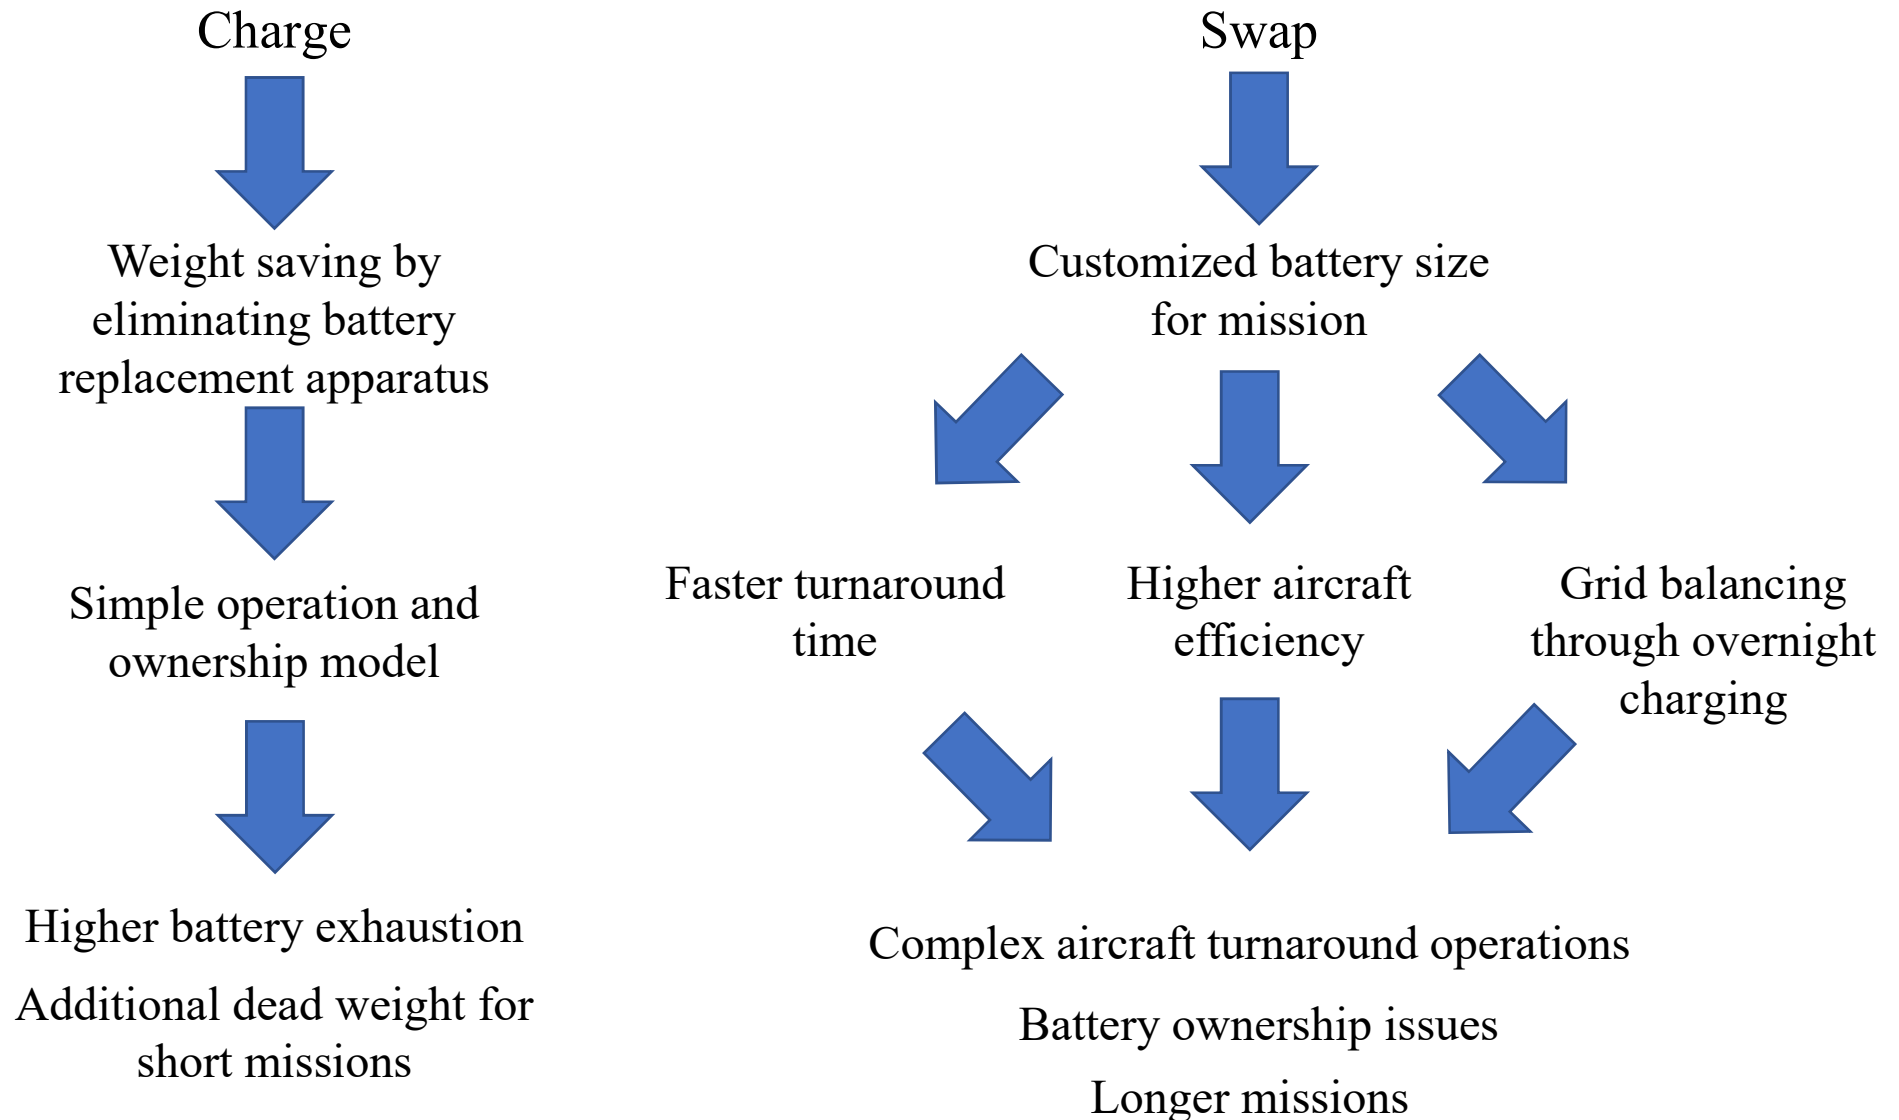 Charge
Weight saving by
eliminating battery
replacement apparatus
Simple operation and
ownership model
Higher battery exhaustion
Additional dead weight for
short missions
Swap
Customized battery size
for mission
Faster turnaround
time
Higher aircraft
efficiency
Grid balancing
through overnight
charging
Complex aircraft turnaround operations
Battery ownership issues
Longer missions